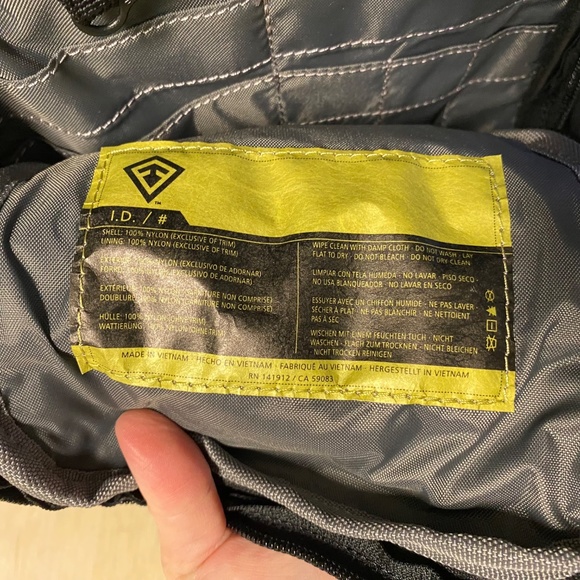 TM
I.D. / #
SHELL: 100% NYLON (EXCLUSIVE OF TRIM)
LINING: 100% NYLON (EXCLUSIVE OF TRIM)
100% NYLON (EXCLUSIVO DE ADORNAR)
(EXCLUSIVO DE ADORNAR)
EXTÉRIEUR: 100% NYLON NON COMPRISE)
DOUBLURE: 100% NYLON (GARNITURE NON COMPRISE)
HÜLLE: 100% NYLON (OHNE TRIM)
WATTIERUNG: 100% NYLON (OHNE TRIM)
WIPE CLEAN WITH DAMP CLOTH - DO NOT WASH - LAY
FLAT TO DRY - DO NOT BLEACH - DO NOT DRY CLEAN
LIMPIAR CON TELA HUMEDA - NO LAVAR - PISO SECO
- NO USA BLANQUEADOR - NO LAVAR EN SECO
ESSUYER AVEC UN CHIFFON HUMIDE - NE PAS LAVER
SÉCHER À PLAT - NE PAS BLANCHIR - NE NETTOIENT
PAS À SEC
WISCHEN MIT EINEM FEUCHTEN TUCH - NICHT
WASCHEN - FLACH ZUM TROCKNEN - NICHT BLEICHEN
- NICHT TROCKEN REINIGEN
MADE IN VIETNAM - HECHO EN VIETNAM - FABRIQUÉ AU VIETNAM - HERGESTELLT IN VIETNAM
RN 141912 / CA 59083